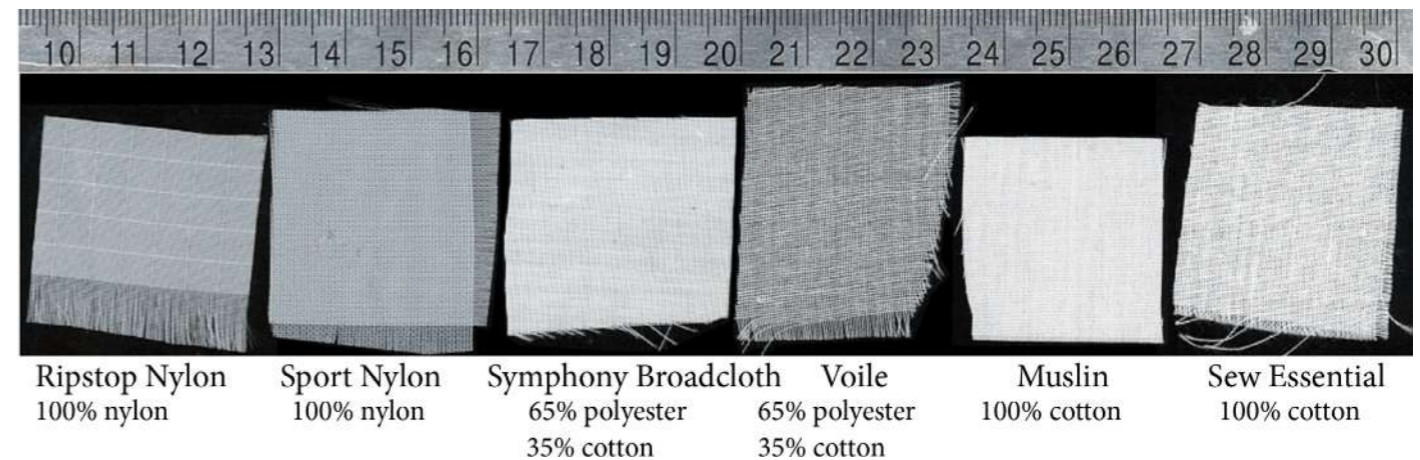 10 11 12 13 14 15 16 17 18 19 20 21 22 23 24 25 26 27 28 29 30
Ripstop Nylon Sport Nylon Symphony Broadcloth Voile Muslin Sew Essential
100% nylon 100% nylon 65% polyester 65% polyester 100% cotton 100% cotton
35% cotton 35% cotton